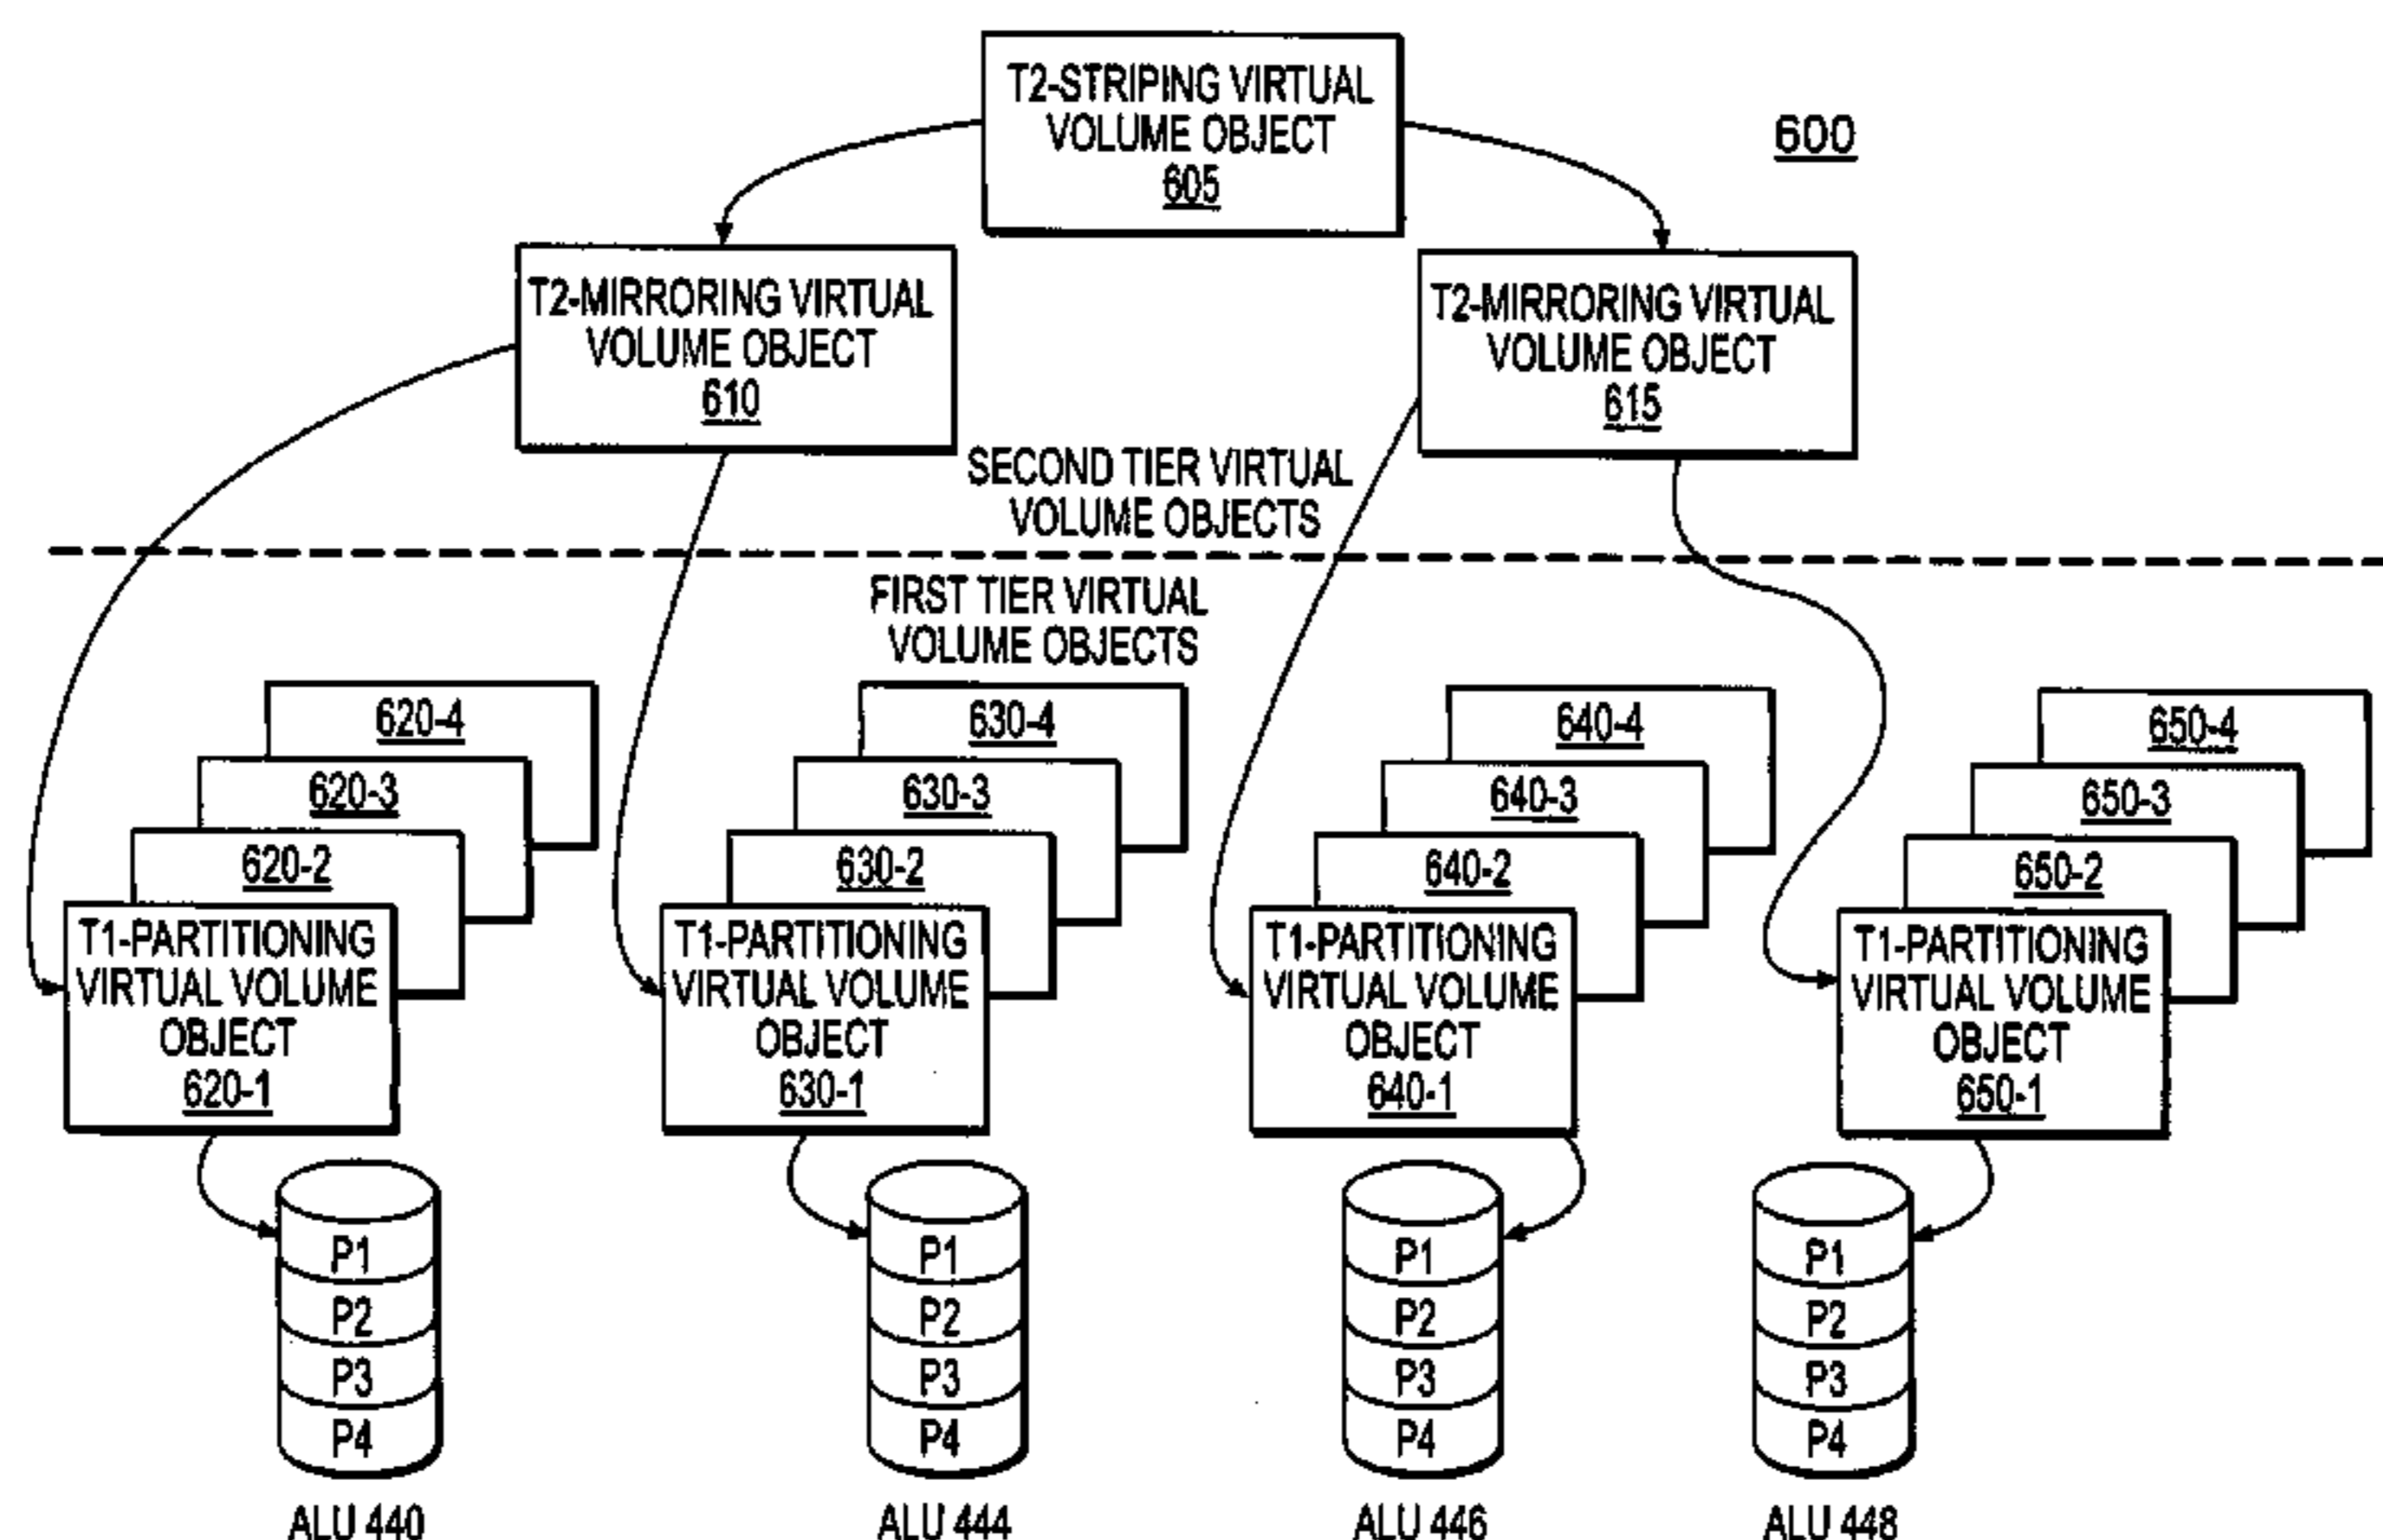 T2-STRIPING VIRTUAL
VOLUME OBJECT
605
600
T2-MIRRORING VIRTUAL
VOLUME OBJECT
610
T2-MIRRORING VIRTUAL
VOLUME OBJECT
615
SECOND TIER VIRTUAL
VOLUME OBJECTS
FIRST TIER VIRTUAL
VOLUME OBJECTS
620-4
620-3
620-2
T1-PARTITIONING
VIRTUAL VOLUME
OBJECT
620-1
630-4
630-3
630-2
T1-PARTITIONING
VIRTUAL VOLUME
OBJECT
630-1
640-4
640-3
640-2
T1-PARTITIONING
VIRTUAL VOLUME
OBJECT
640-1
650-4
650-3
650-2
T1-PARTITIONING
VIRTUAL VOLUME
OBJECT
650-1
P1
P2
P3
P4
ALU 440
P1
P2
P3
P4
ALU 444
P1
P2
P3
P4
ALU 446
P1
P2
P3
P4
ALU 448